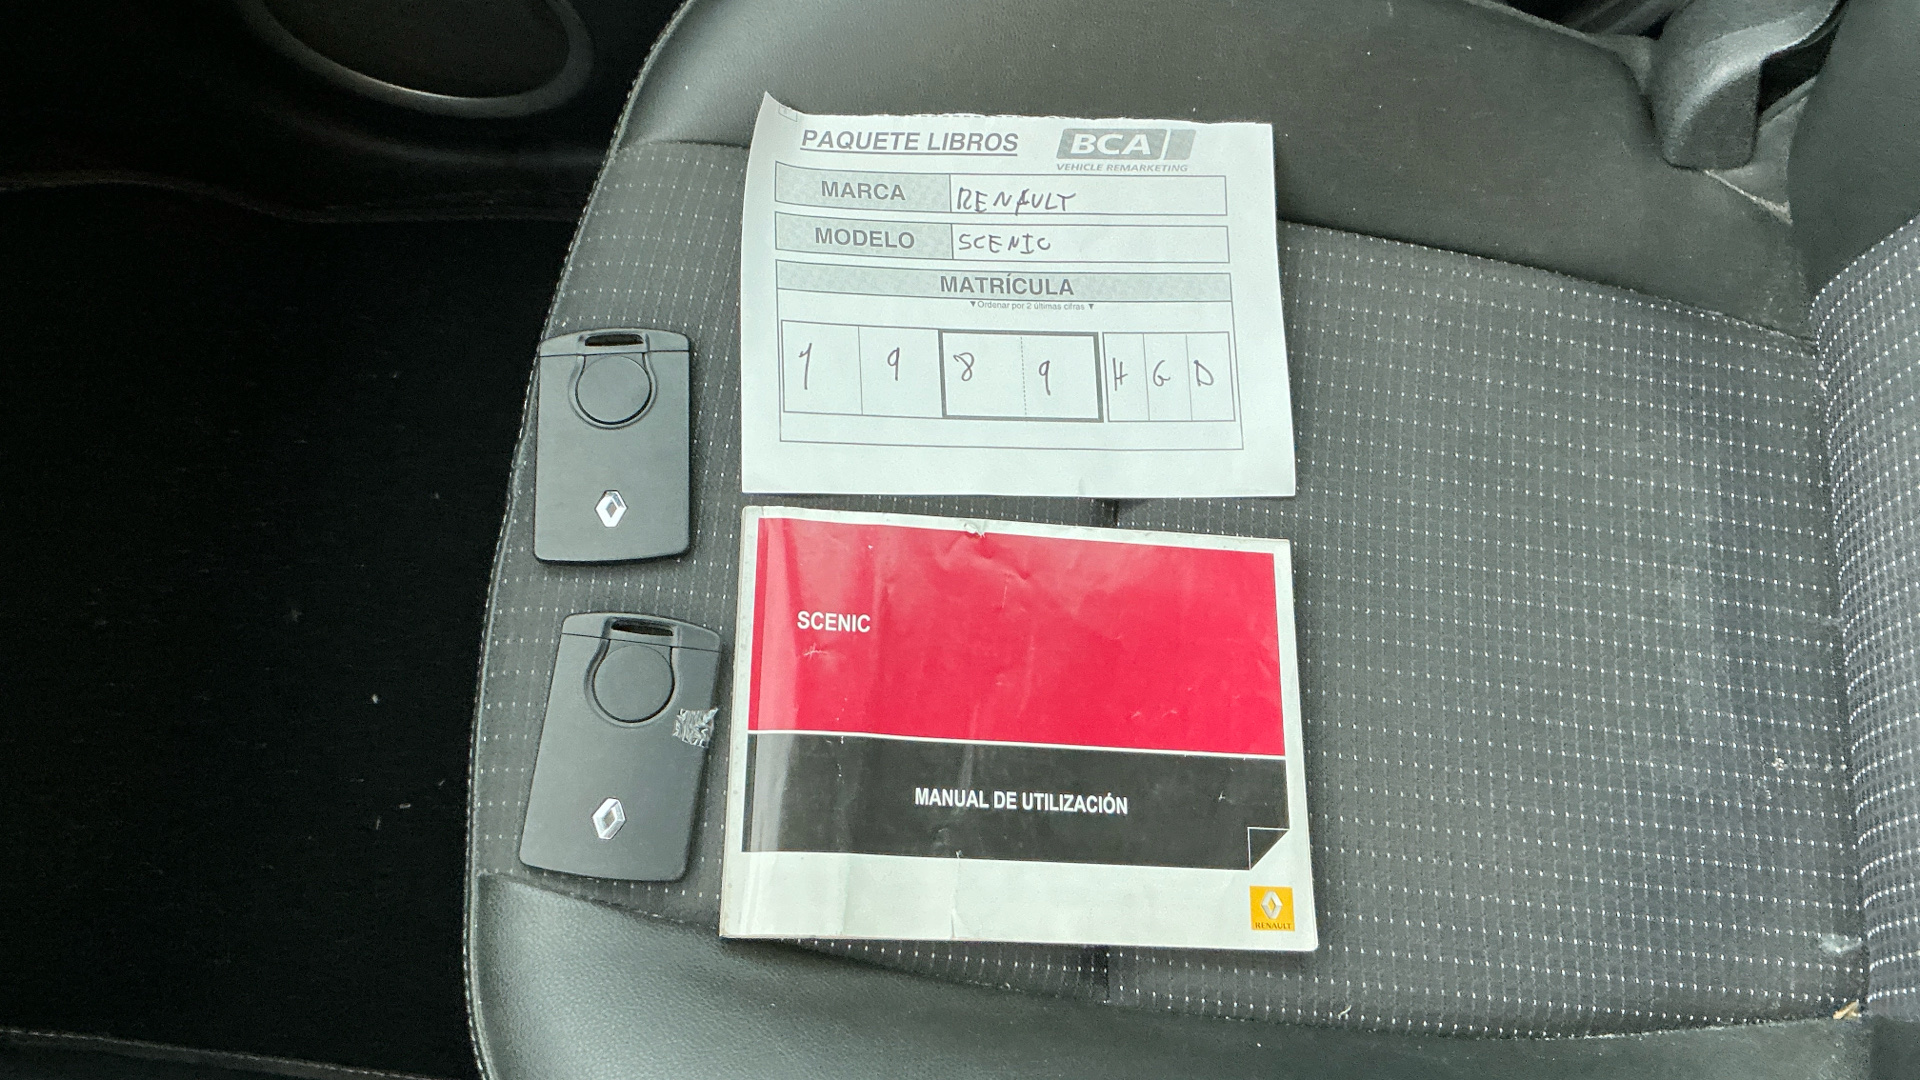 PAQUETE LIBROS
BCA
VEHICLE REMARKETING
MARCA RENAULT
MODELO SCENIC
MATRÍCULA
▼Ordenar por 2 últimas cifras ▼
9 8 9 H G D
SCENIC
MANUAL DE UTILIZACIÓN
RENAULT